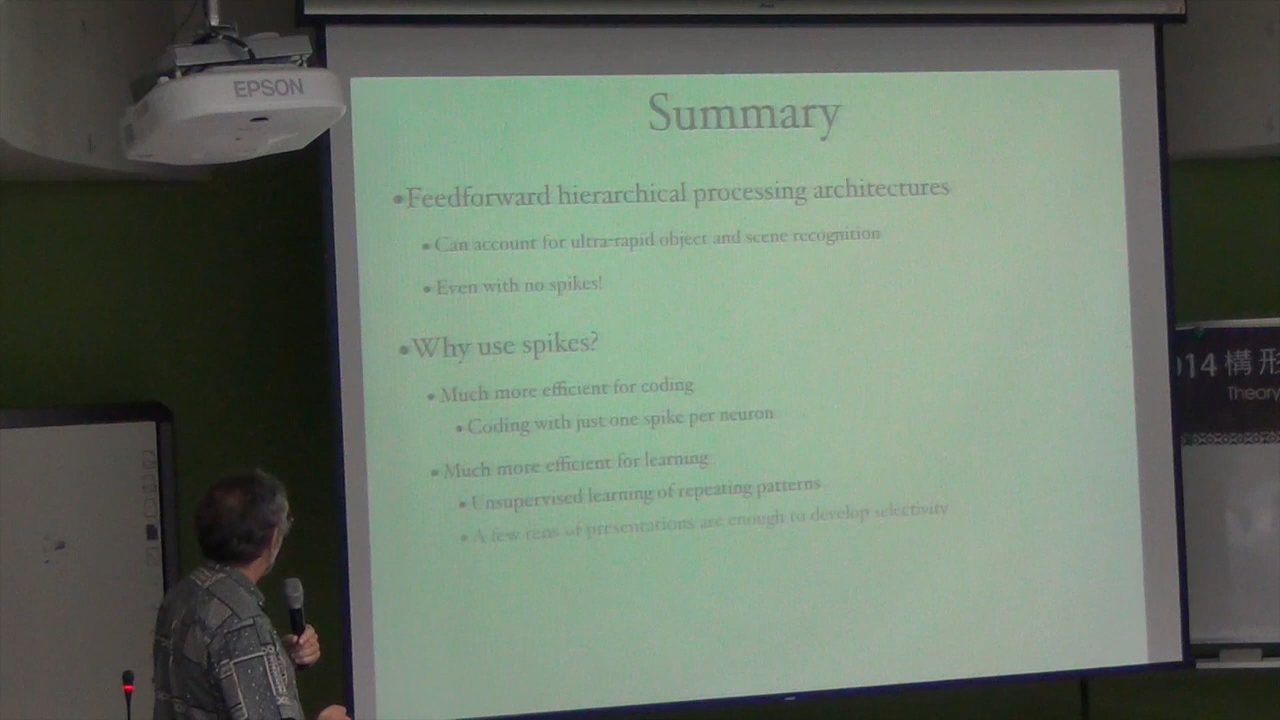 EPSON
Summary
•Feedforward hierarchical processing architectures
•Can account for ultra-rapid object and scene recognition
•Even with no spikes!
•Why use spikes?
•Much more efficient for coding
•Coding with just one spike per neuron
•Much more efficient for learning
•Unsupervised learning of repeating patterns
•A few tens of presentations are enough to develop selectivity
014 構形
Theory